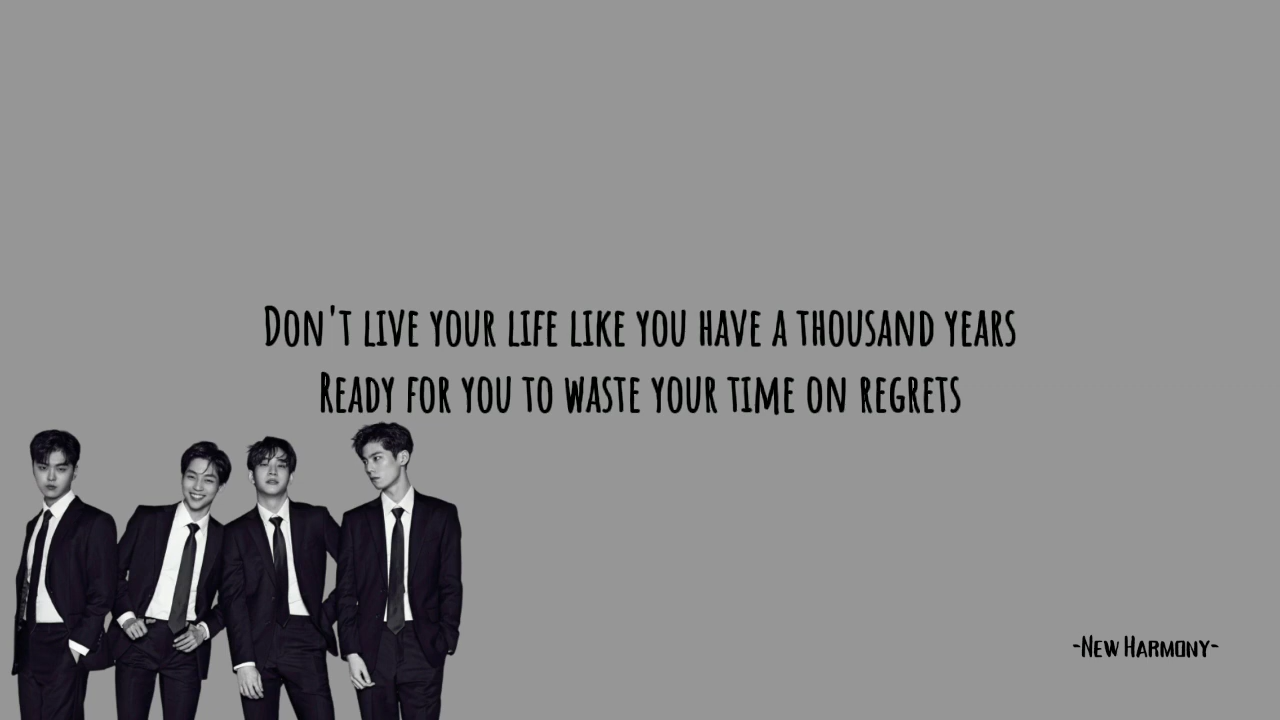 Don't live your life like you have a thousand years
Ready for you to waste your time on regrets
-New Harmony-